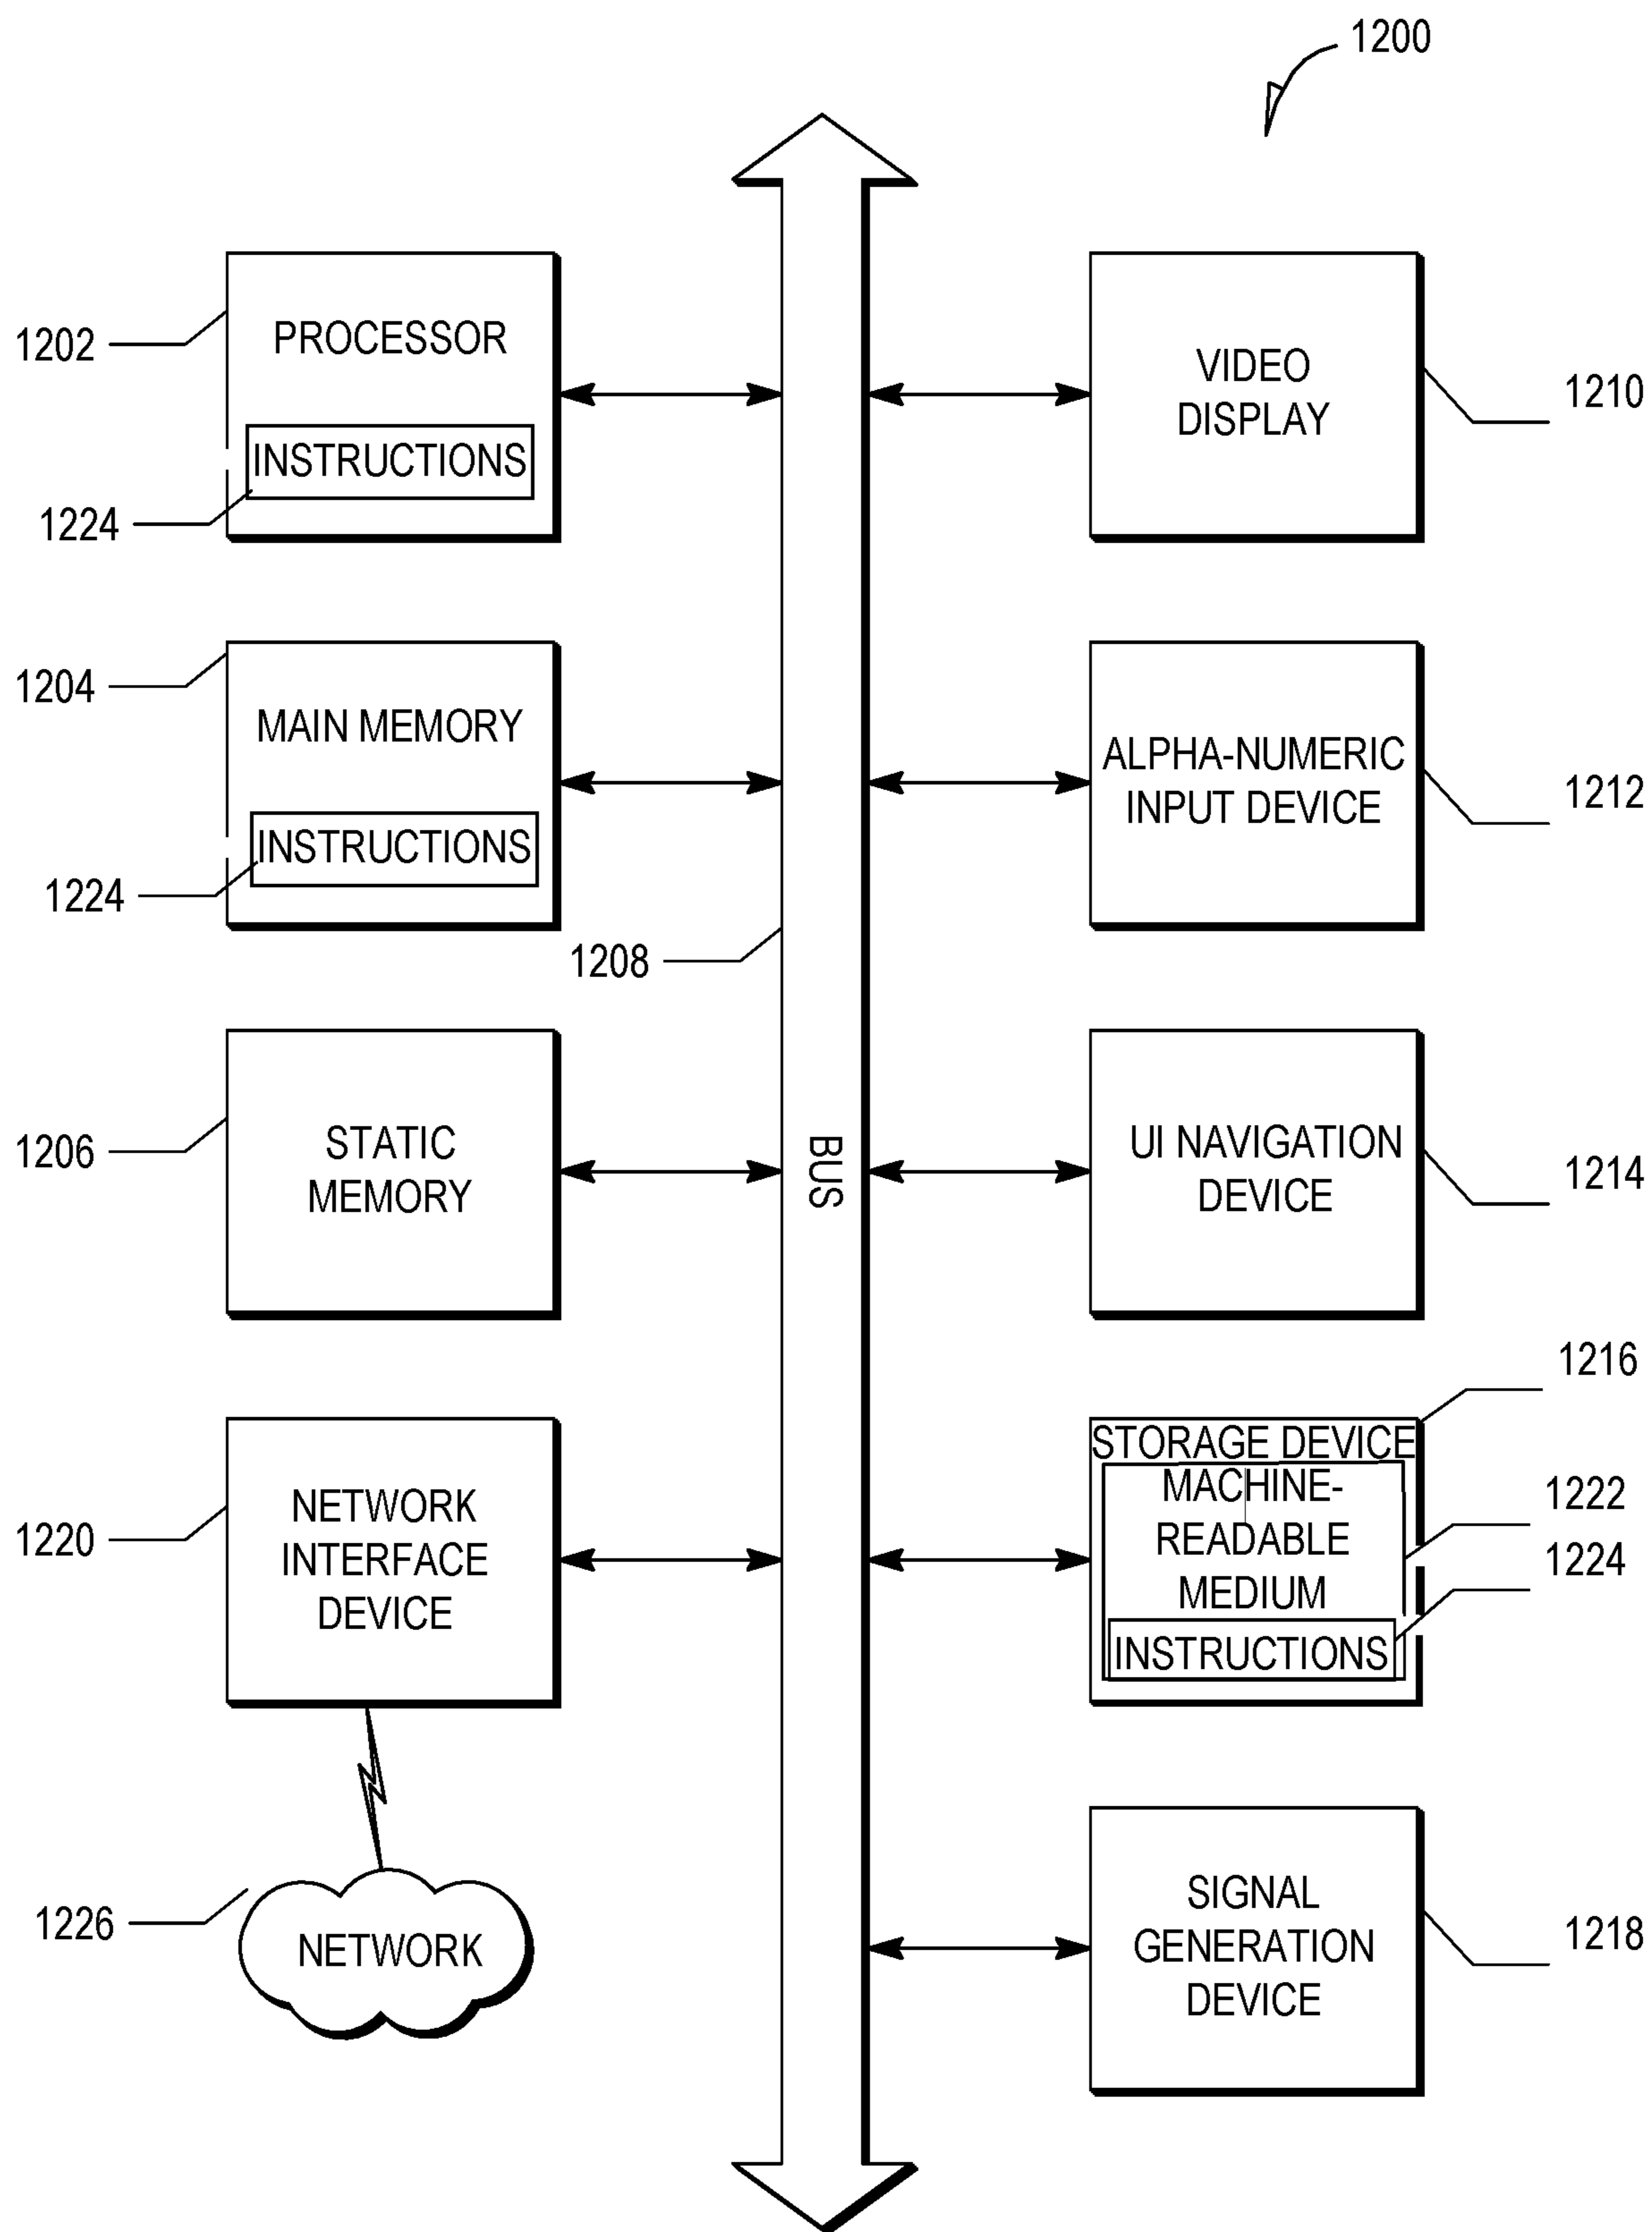 1200
1202
PROCESSOR
INSTRUCTIONS
1224
VIDEO
DISPLAY
1210
1204
MAIN MEMORY
INSTRUCTIONS
1224
ALPHA-NUMERIC
INPUT DEVICE
1212
1208
BUS
1206
STATIC
MEMORY
UI NAVIGATION
DEVICE
1214
1220
NETWORK
INTERFACE
DEVICE
1216
STORAGE DEVICE
MACHINE-
READABLE
MEDIUM
1222
INSTRUCTIONS
1224
1226
NETWORK
SIGNAL
GENERATION
DEVICE
1218